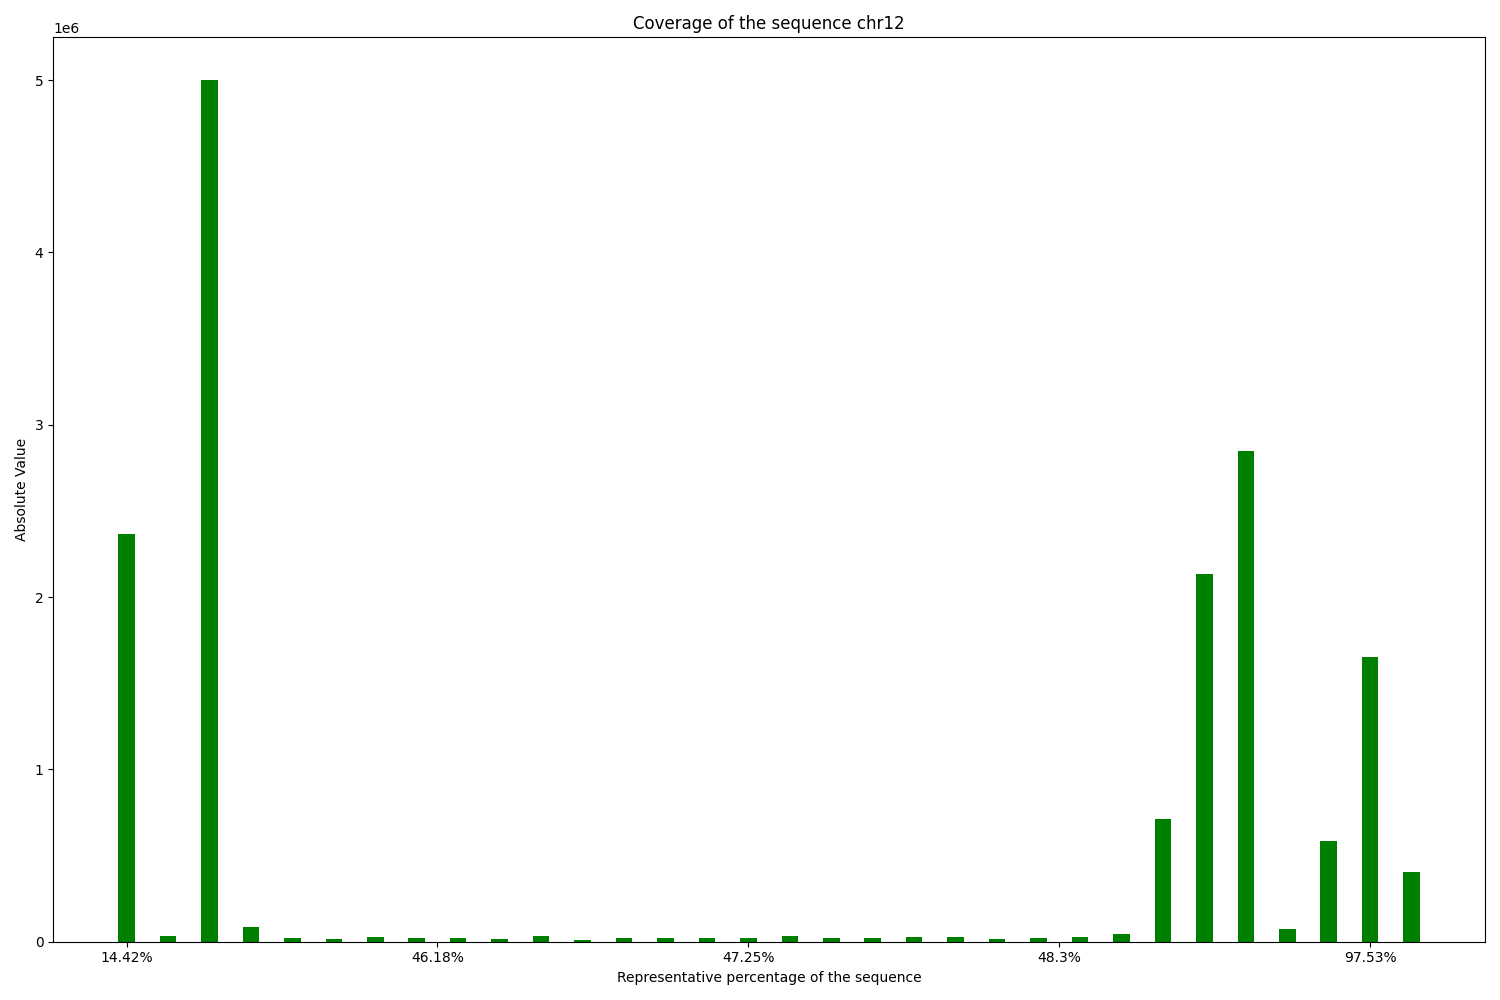 Coverage of the sequence chr12
1e6
5
4
3
2
1
0
Absolute Value
14.42% 46.18% 47.25% 48.3% 97.53%
Representative percentage of the sequence